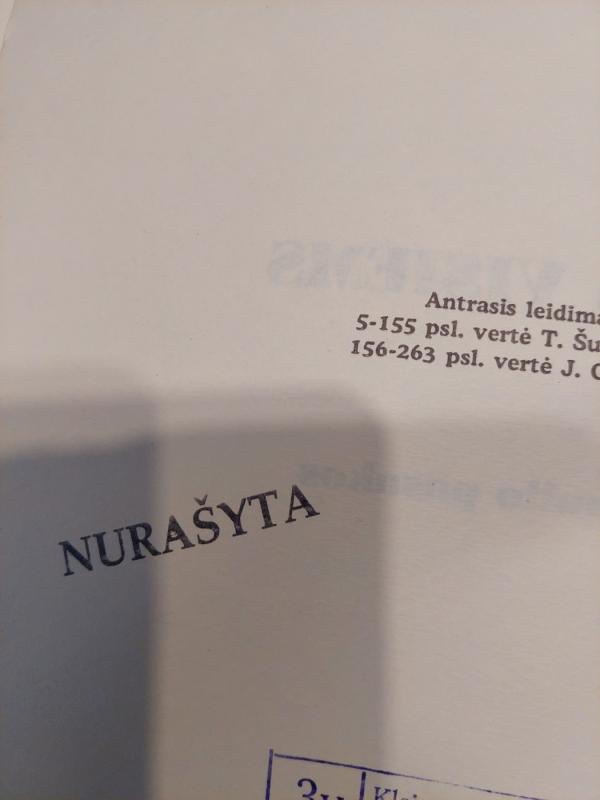 Antrasis leidima
5-155 psl. vertė T. Šu
156-263 psl. vertė J.
NURAŠYTA